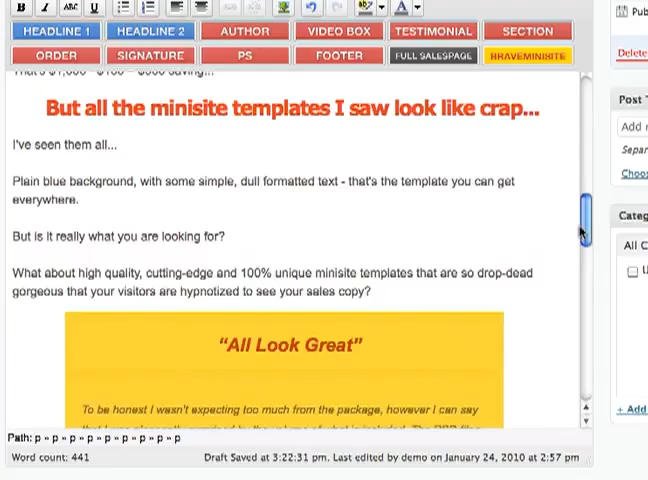 B I ABC U
Pub
HEADLINE 1 HEADLINE 2 AUTHOR VIDEO BOX TESTIMONIAL SECTION
ORDER SIGNATURE PS FOOTER FULL SALESPAGE BRAVEMINISITE
Delete
But all the minisite templates I saw look like crap...
Post T
I've seen them all...
Add n
Separ
Plain blue background, with some simple, dull formatted text - that's the template you can get
everywhere.
Choos
But is it really what you are looking for?
Categ
All C
What about high quality, cutting-edge and 100% unique minisite templates that are so drop-dead
gorgeous that your visitors are hypnotized to see your sales copy?
U
“All Look Great”
To be honest I wasn't expecting too much from the package, however I can say
+ Add
Path: p » p » p » p » p » p » p » p » p
Word count: 441 Draft Saved at 3:22:31 pm. Last edited by demo on January 24, 2010 at 2:57 pm